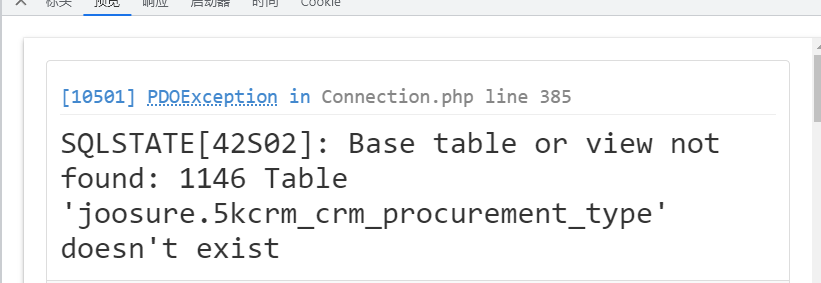 标头 预览 响应 启动器 时间 Cookie
[10501] PDOException in Connection.php line 385
SQLSTATE[42S02]: Base table or view not
found: 1146 Table
'joosure.5kcrm_crm_procurement_type'
doesn't exist